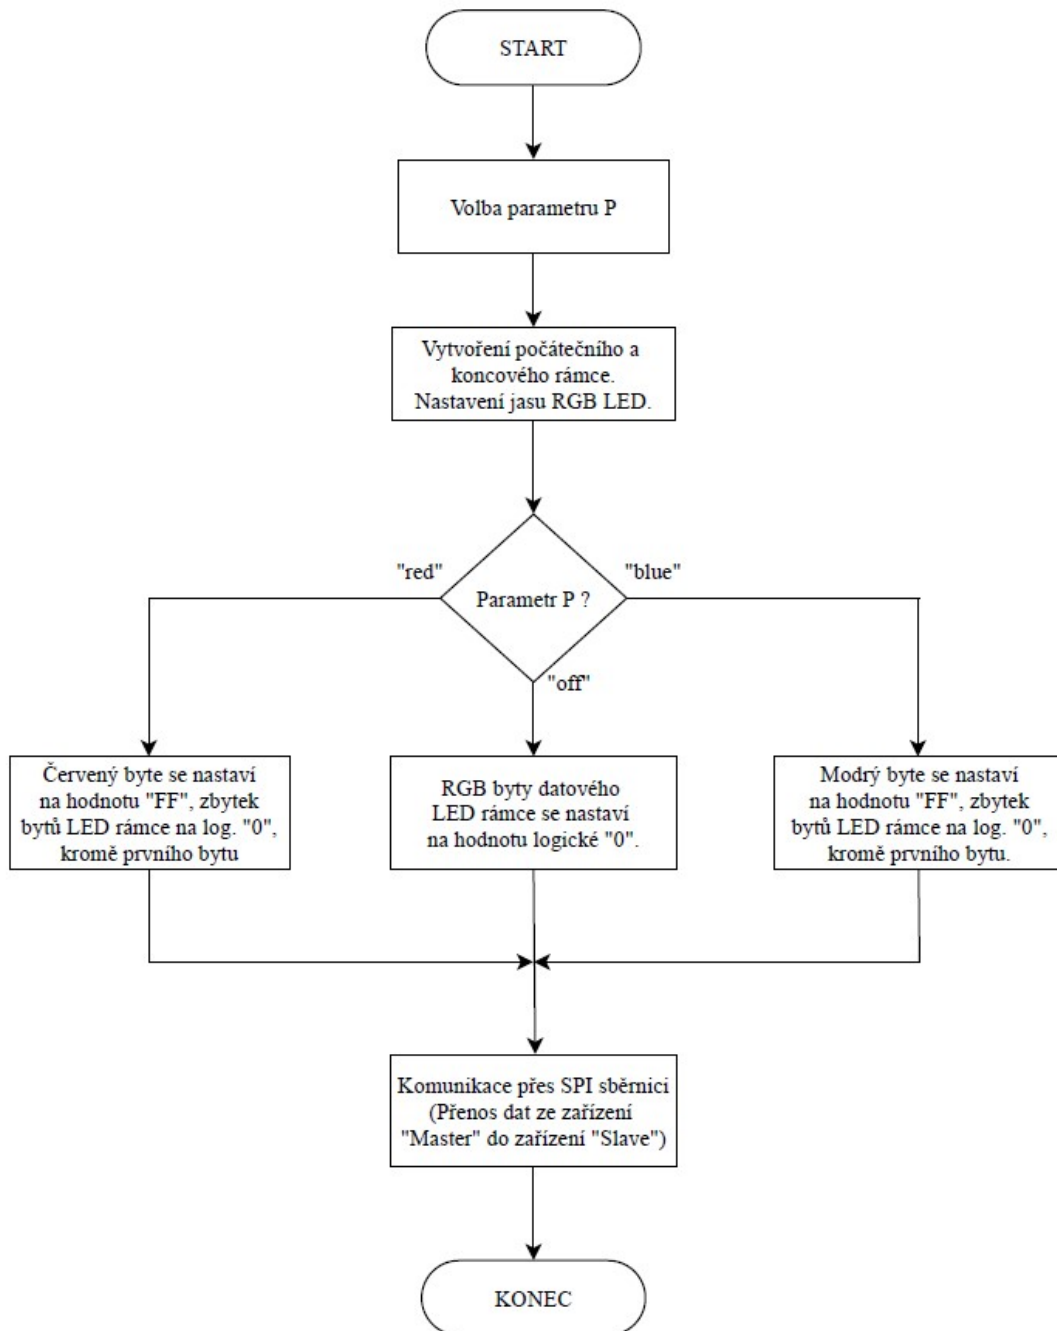 START
Volba parametru P
Vytvoření počátečního a
koncového rámce.
Nastavení jasu RGB LED.
"red"
"blue"
Parametr P ?
"off"
Červený byte se nastaví
na hodnotu "FF", zbytek
bytů LED rámce na log. "0",
kromě prvního bytu
RGB byty datového
LED rámce se nastaví
na hodnotu logické "0".
Modrý byte se nastaví
na hodnotu "FF", zbytek
bytů LED rámce na log. "0",
kromě prvního bytu.
Komunikace přes SPI sběrnici
(Přenos dat ze zařízení
"Master" do zařízení "Slave")
KONEC